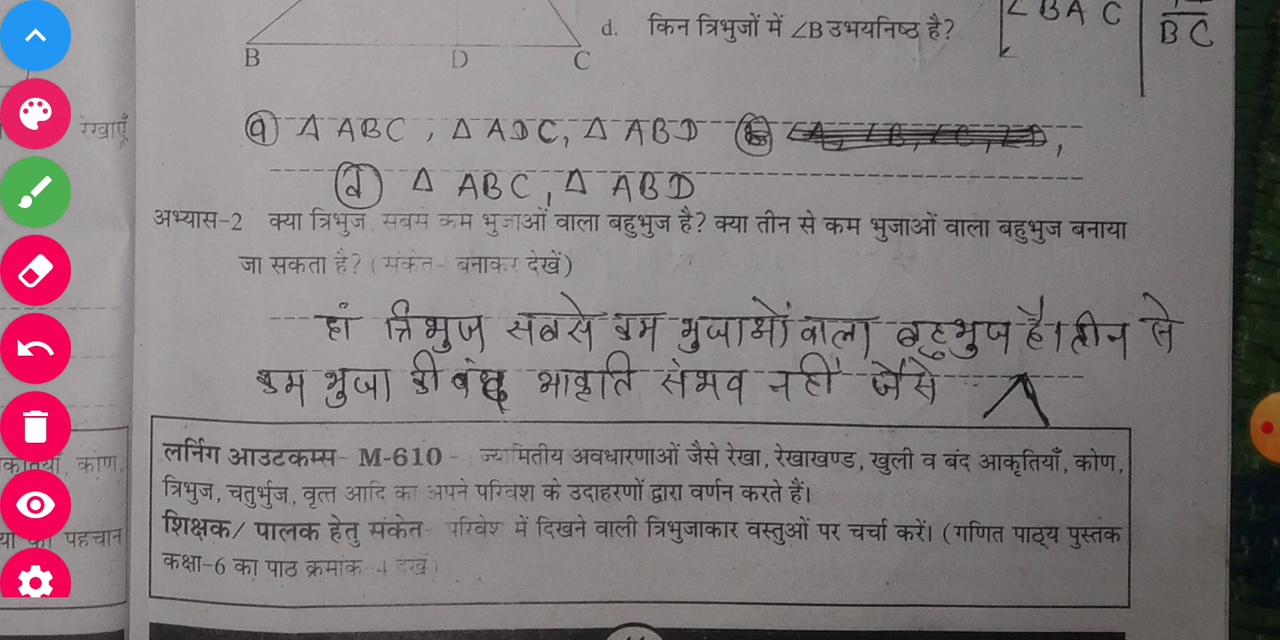 ∠BAC
BC
d. किन त्रिभुजों में ∠B उभयनिष्ठ है?
B D C
रेखाएँ
(a) Δ ABC, Δ ADC, Δ ABD
(d) Δ ABC, Δ ABD
अभ्यास-2 क्या त्रिभुज सबसे कम भुजाओं वाला बहुभुज है? क्या तीन से कम भुजाओं वाला बहुभुज बनाया
जा सकता है? (संकेत- बनाकर देखें)
हां त्रिभुज सबसे कम भुजाओं वाला बहुभुज है। तीन से
कम भुजा की बंद आकृति संभव नहीं जैसे
लर्निंग आउटकम्स- M-610 - ज्यामितीय अवधारणाओं जैसे रेखा, रेखाखण्ड, खुली व बंद आकृतियाँ, कोण,
त्रिभुज, चतुर्भुज, वृत्त आदि का अपने परिवेश के उदाहरणों द्वारा वर्णन करते हैं।
शिक्षक/ पालक हेतु संकेत- परिवेश में दिखने वाली त्रिभुजाकार वस्तुओं पर चर्चा करें। (गणित पाठ्य पुस्तक
कक्षा-6 का पाठ क्रमांक-4 देखें)
कोण,
पहचान